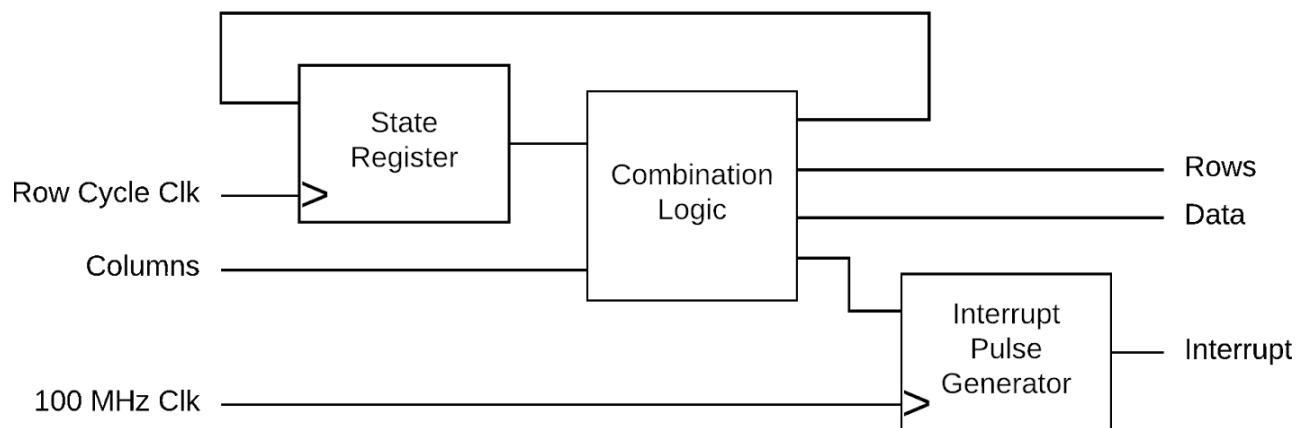 State
Register
Combination
Logic
Row Cycle Clk
Columns
100 MHz Clk
Rows
Data
Interrupt
Pulse
Generator
Interrupt